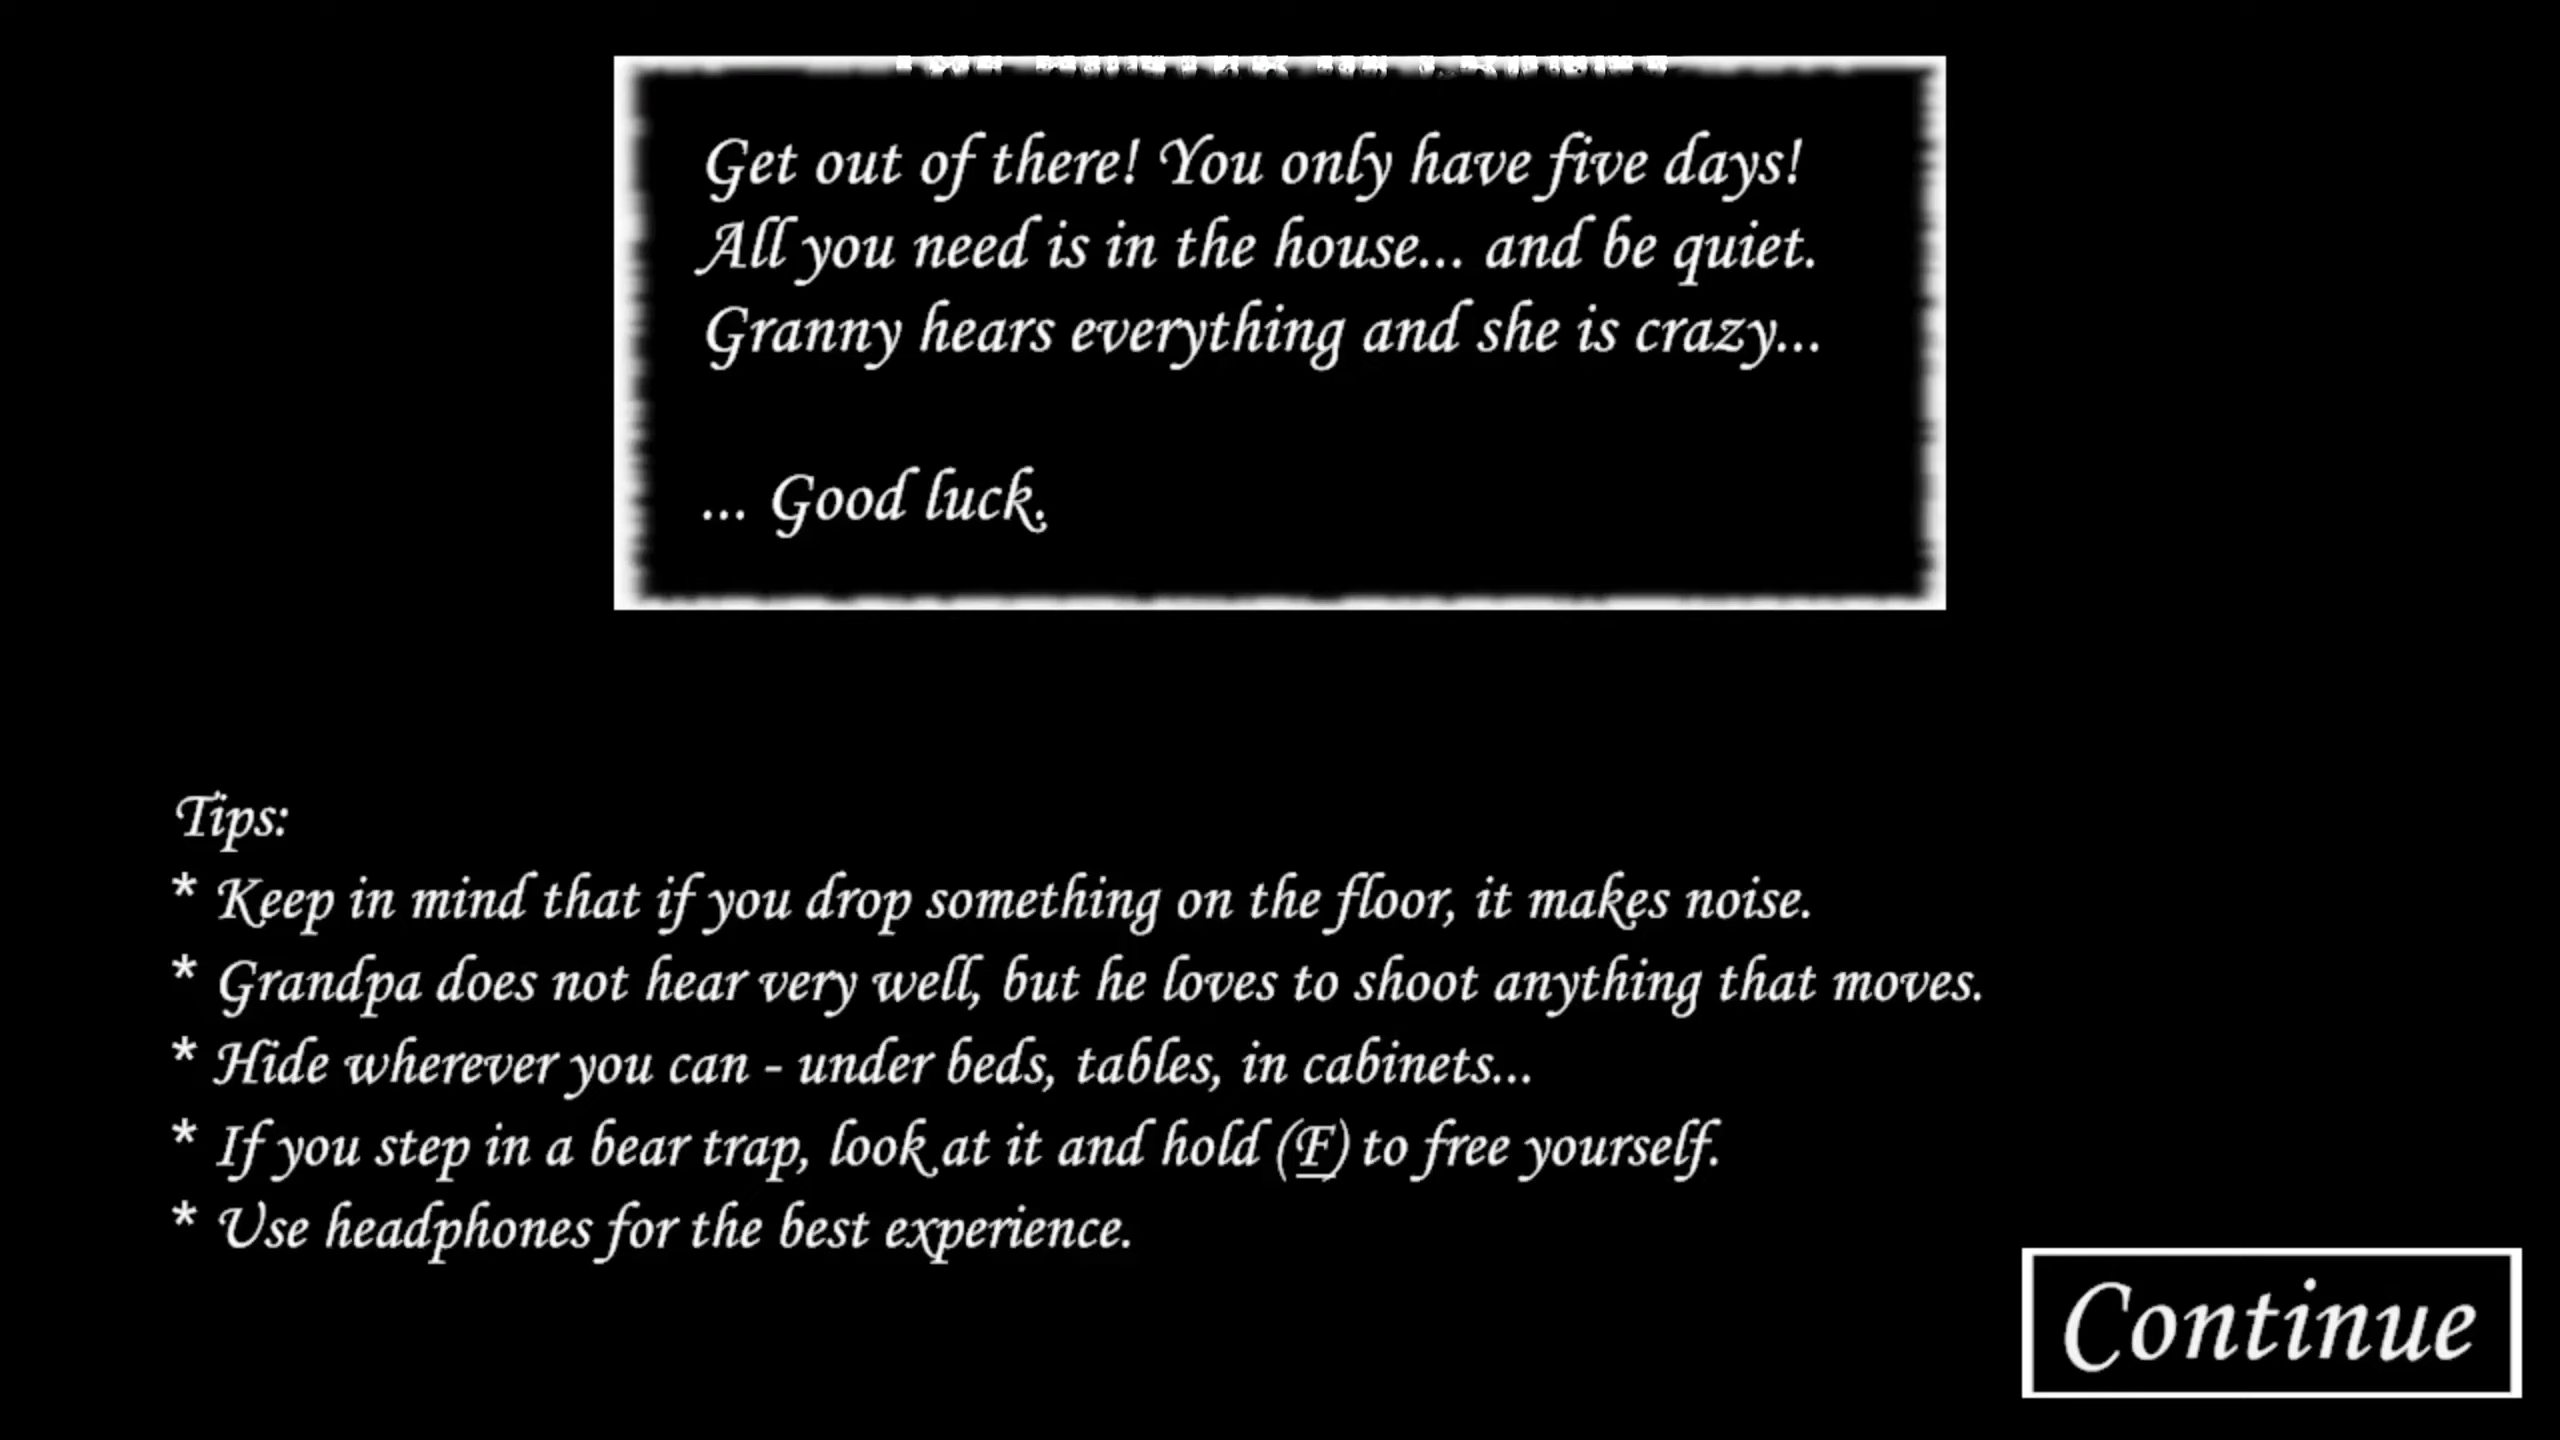 Get out of there! You only have five days!
All you need is in the house... and be quiet.
Granny hears everything and she is crazy...
... Good luck.
Tips:
* Keep in mind that if you drop something on the floor, it makes noise.
* Grandpa does not hear very well, but he loves to shoot anything that moves.
* Hide wherever you can - under beds, tables, in cabinets...
* If you step in a bear trap, look at it and hold (F) to free yourself.
* Use headphones for the best experience.
Continue